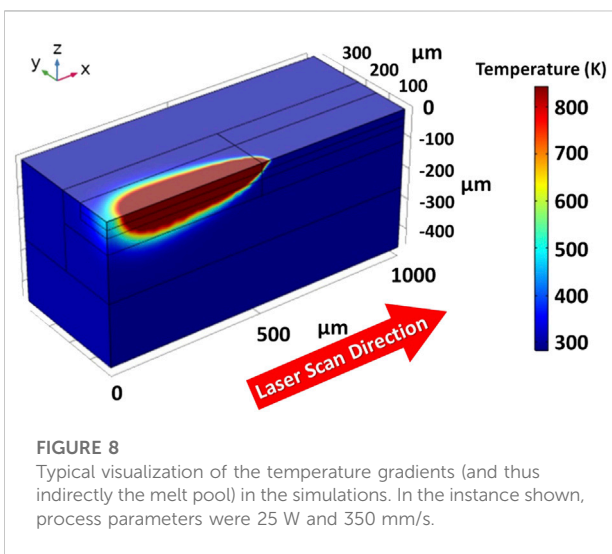 z
y
x
300
200
100
0
-100
-200
-300
-400
µm
µm
Temperature (K)
800
700
600
500
400
300
0
500
µm
1000
Laser Scan Direction
FIGURE 8
Typical visualization of the temperature gradients (and thus
indirectly the melt pool) in the simulations. In the instance shown,
process parameters were 25 W and 350 mm/s.